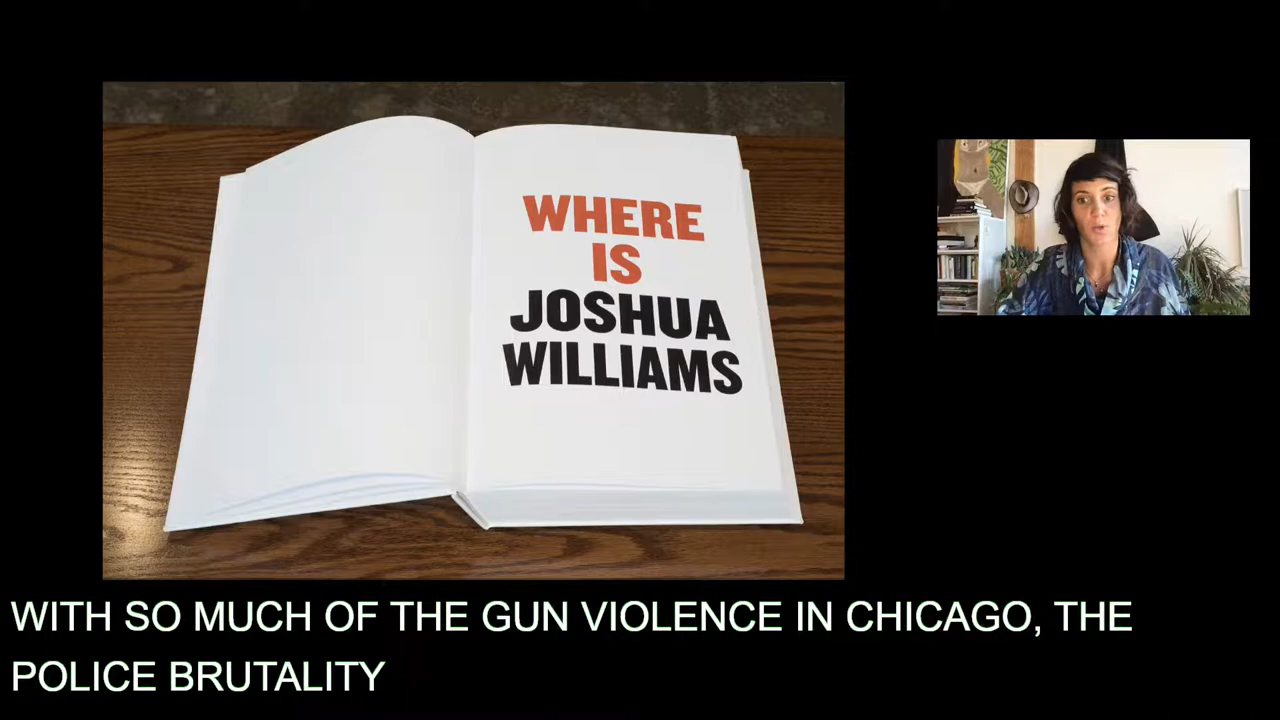 WHERE
IS
JOSHUA
WILLIAMS
WITH SO MUCH OF THE GUN VIOLENCE IN CHICAGO, THE
POLICE BRUTALITY